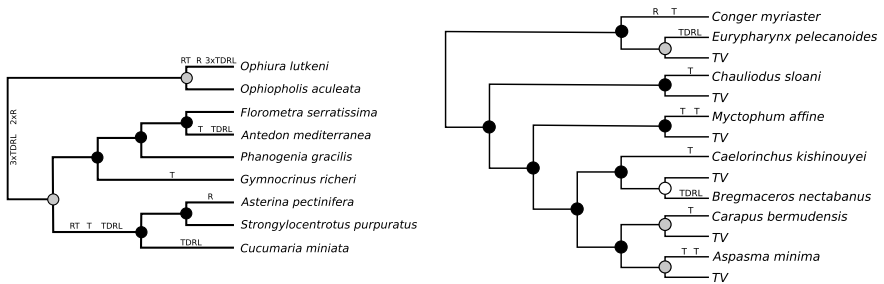 RT R 3xTDRL
Ophiura lutkeni
Ophiopholis aculeata
3xTDRL 2xR
Florometra serratissima
T TDRL
Antedon mediterranea
Phanogenia gracilis
T
Gymnocrinus richeri
R
Asterina pectinifera
RT T TDRL
Strongylocentrotus purpuratus
TDRL
Cucumaria miniata
R T
Conger myriaster
TDRL
Eurypharynx pelecanoides
TV
T
Chauliodus sloani
TV
T T
Myctophum affine
TV
T
Caelorinchus kishinouyei
TV
TDRL
Bregmaceros nectabanus
T
Carapus bermudensis
TV
T T
Aspasma minima
TV